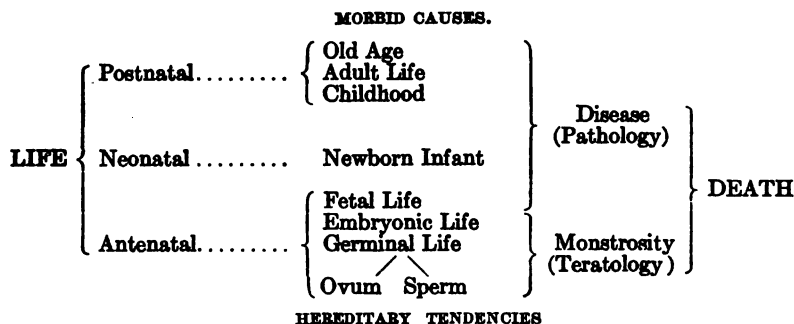 MORBID CAUSES.
Old Age
Postnatal......... Adult Life
Childhood
Disease
(Pathology)
LIFE Neonatal ......... Newborn Infant
DEATH
Fetal Life
Embryonic Life
Antenatal......... Germinal Life
Monstrosity
(Teratology)
Ovum Sperm
HEREDITARY TENDENCIES